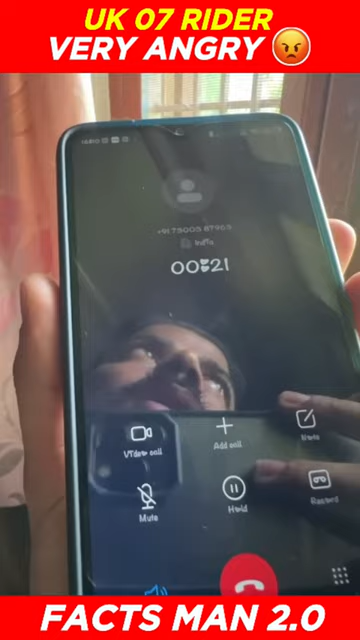 UK 07 RIDER
VERY ANGRY 😡
India
00:21
Video call
Add call
Note
Mute
Hold
Record
FACTS MAN 2.0